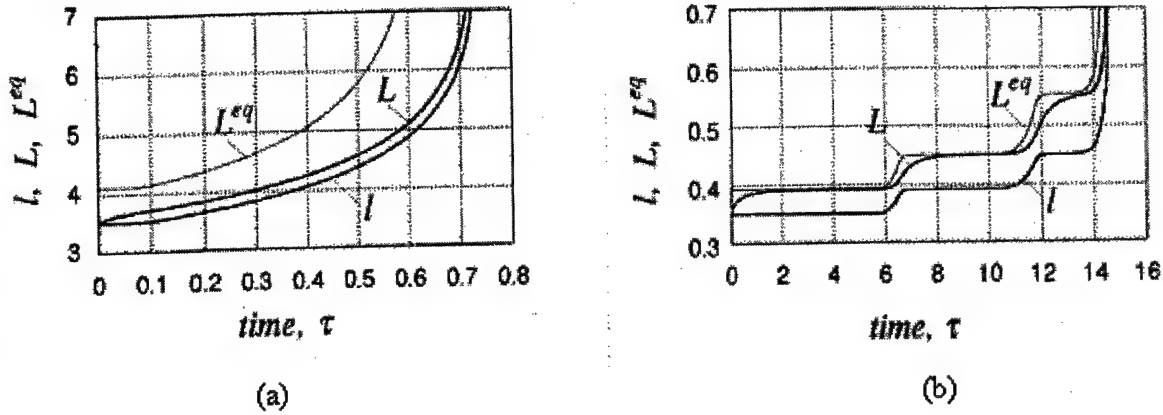 7
6
5
4
3
l, L, L^eq
L^eq
L
l
0 0.1 0.2 0.3 0.4 0.5 0.6 0.7 0.8
time, τ
(a)
0.7
0.6
0.5
0.4
0.3
l, L, L^eq
L
L^eq
l
0 2 4 6 8 10 12 14 16
time, τ
(b)